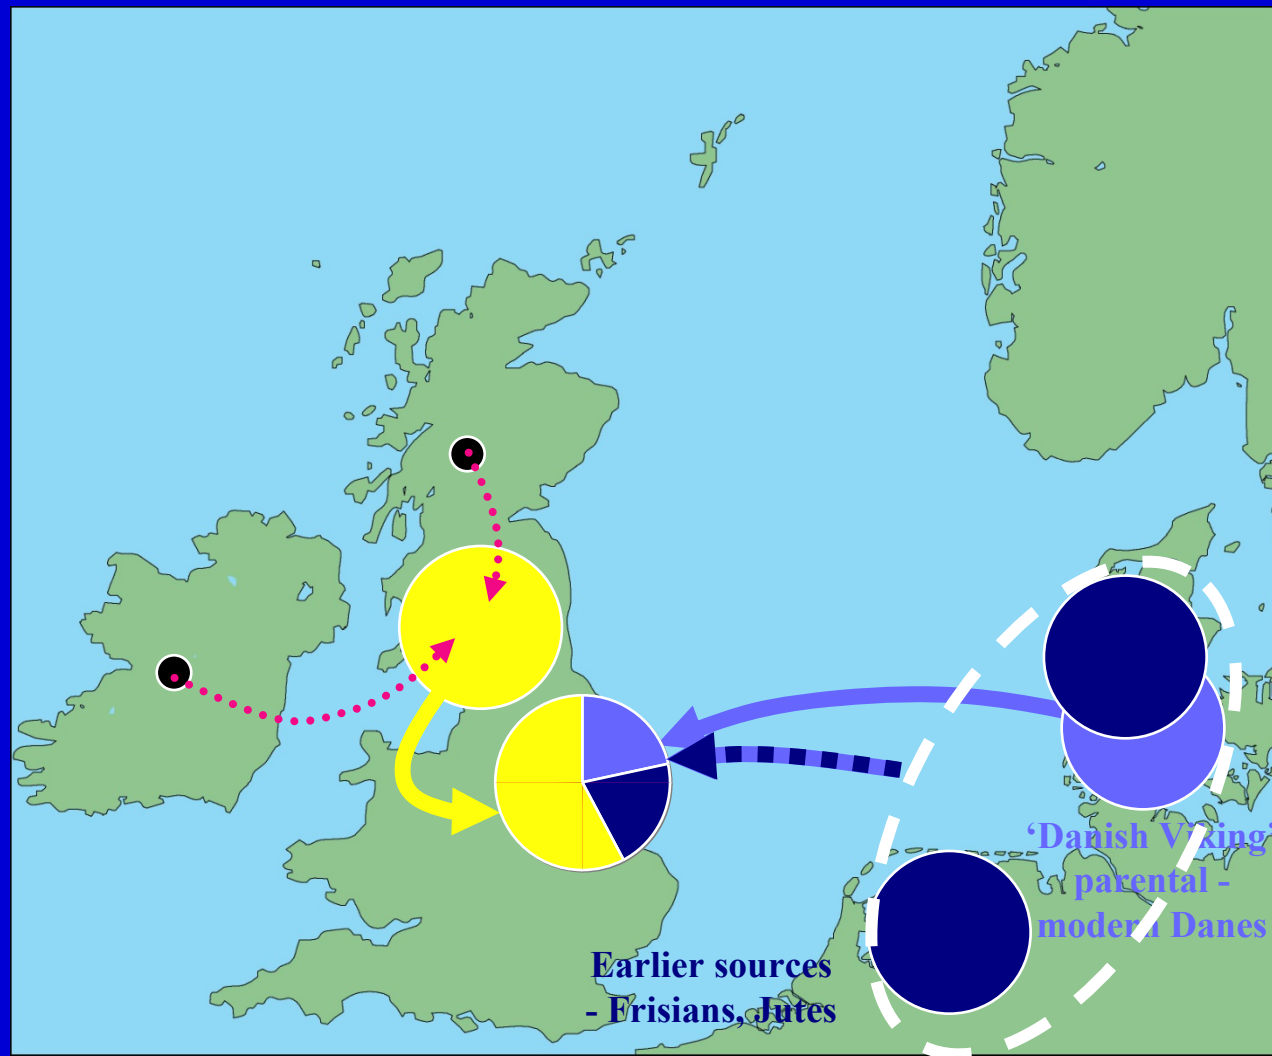 ‘Danish Viking’
parental -
modern Danes
Earlier sources
- Frisians, Jutes